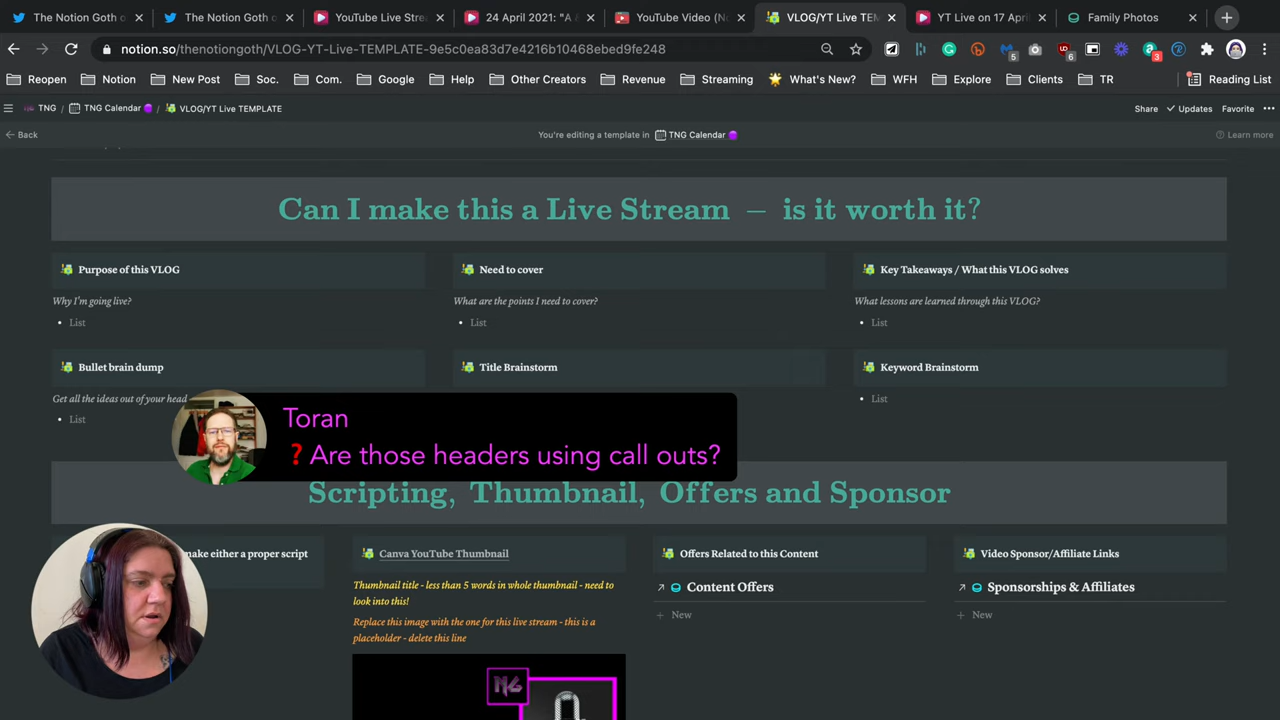 The Notion Goth o
The Notion Goth o
YouTube Live Stre
24 April 2021: "A &
YouTube Video (No
VLOG/YT Live TEM
YT Live on 17 Apri
Family Photos
notion.so/thenotiongoth/VLOG-YT-Live-TEMPLATE-9e5c0ea83d7e4216b10468ebed9fe248
5
6
3
Reopen
Notion
New Post
Soc.
Com.
Google
Help
Other Creators
Revenue
Streaming
What's New?
WFH
Explore
Clients
TR
Reading List
TNG / TNG Calendar / VLOG/YT Live TEMPLATE
Share
Updates
Favorite
Back
You're editing a template in TNG Calendar
Learn more
Can I make this a Live Stream – is it worth it?
Purpose of this VLOG
Need to cover
Key Takeaways / What this VLOG solves
Why I'm going live?
What are the points I need to cover?
What lessons are learned through this VLOG?
• List
• List
• List
Bullet brain dump
Title Brainstorm
Keyword Brainstorm
Get all the ideas out of your head
• List
• List
Toran
❓Are those headers using call outs?
Scripting, Thumbnail, Offers and Sponsor
make either a proper script
Canva YouTube Thumbnail
Offers Related to this Content
Video Sponsor/Affiliate Links
Thumbnail title - less than 5 words in whole thumbnail - need to
look into this!
Replace this image with the one for this live stream - this is a
placeholder - delete this line
↗ Content Offers
↗ Sponsorships & Affiliates
+ New
+ New